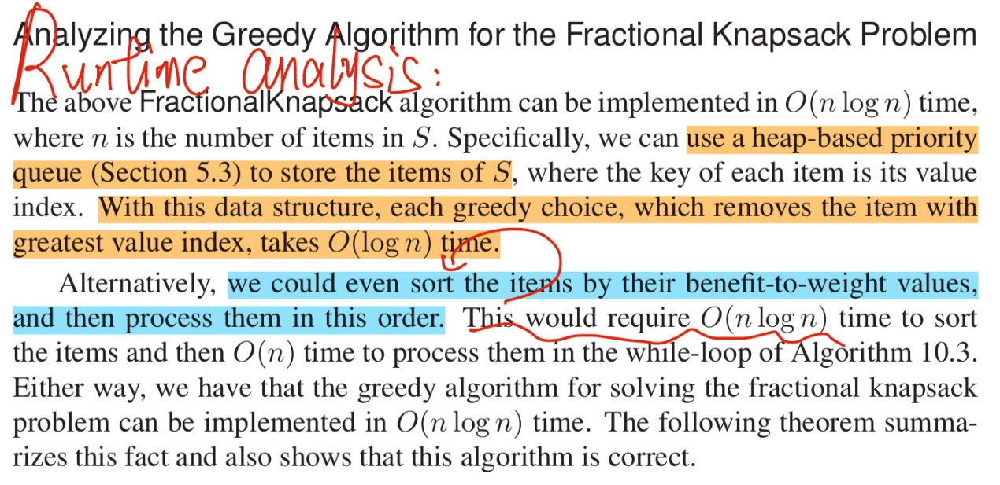 Analyzing the Greedy Algorithm for the Fractional Knapsack Problem
Runtime analysis:
The above FractionalKnapsack algorithm can be implemented in O(n log n) time,
where n is the number of items in S. Specifically, we can use a heap-based priority
queue (Section 5.3) to store the items of S, where the key of each item is its value
index. With this data structure, each greedy choice, which removes the item with
greatest value index, takes O(log n) time.
Alternatively, we could even sort the items by their benefit-to-weight values,
and then process them in this order. This would require O(n log n) time to sort
the items and then O(n) time to process them in the while-loop of Algorithm 10.3.
Either way, we have that the greedy algorithm for solving the fractional knapsack
problem can be implemented in O(n log n) time. The following theorem summa-
rizes this fact and also shows that this algorithm is correct.